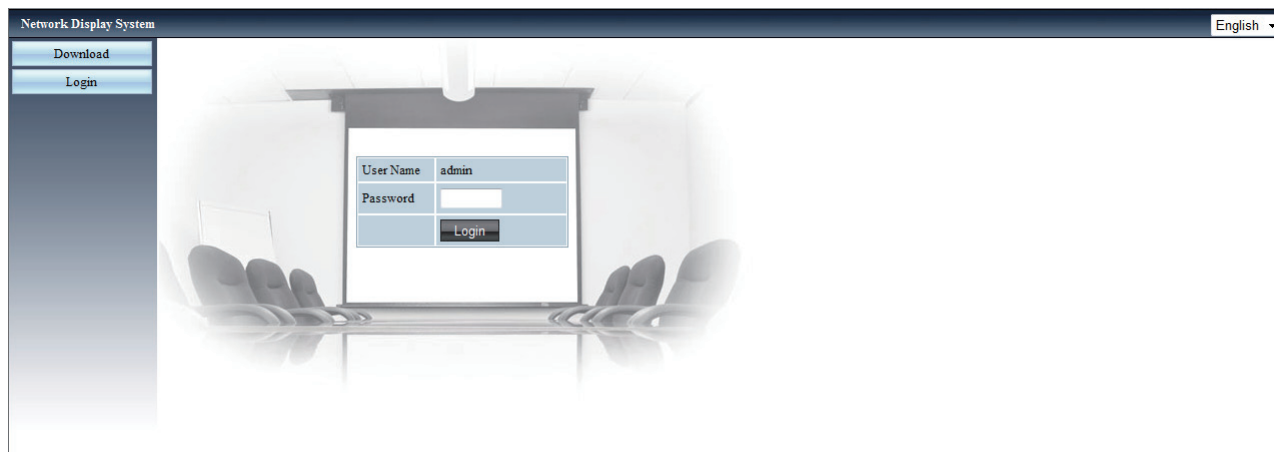 Network Display System
English
Download
Login
User Name admin
Password
Login